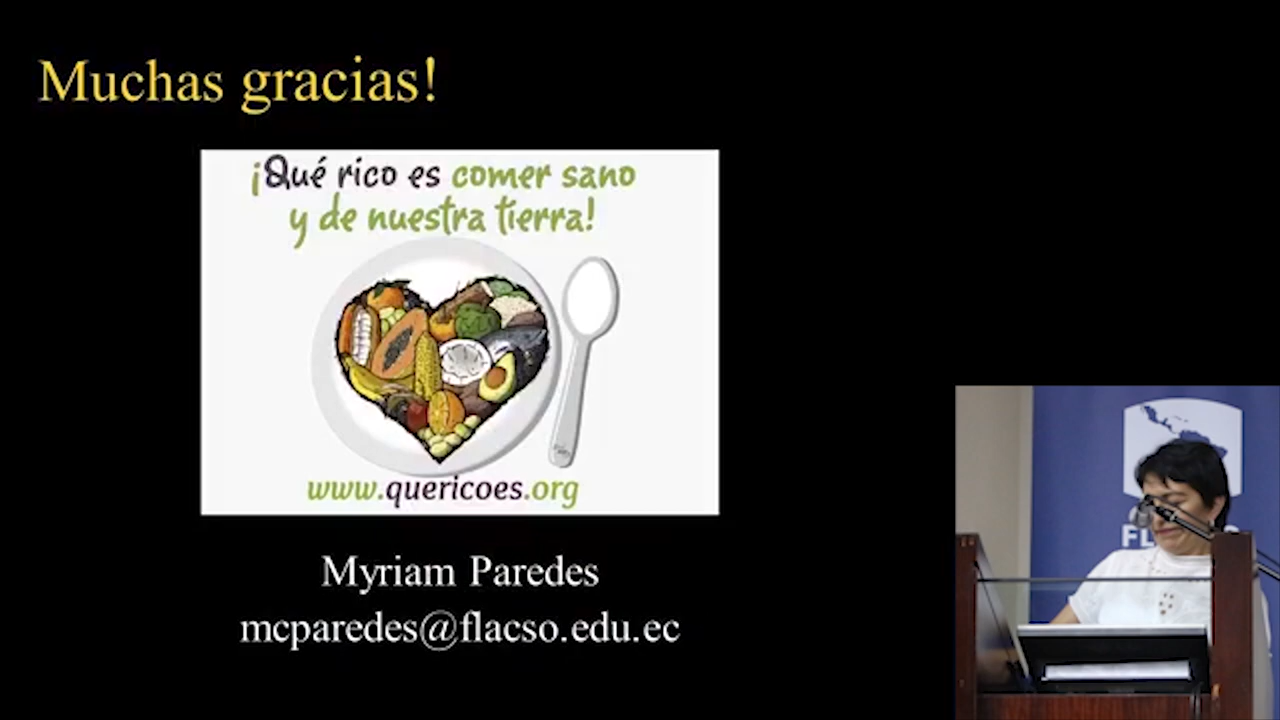 Muchas gracias!
¡Qué rico es comer sano
y de nuestra tierra!
www.quericoes.org
Myriam Paredes
mcparedes@flacso.edu.ec